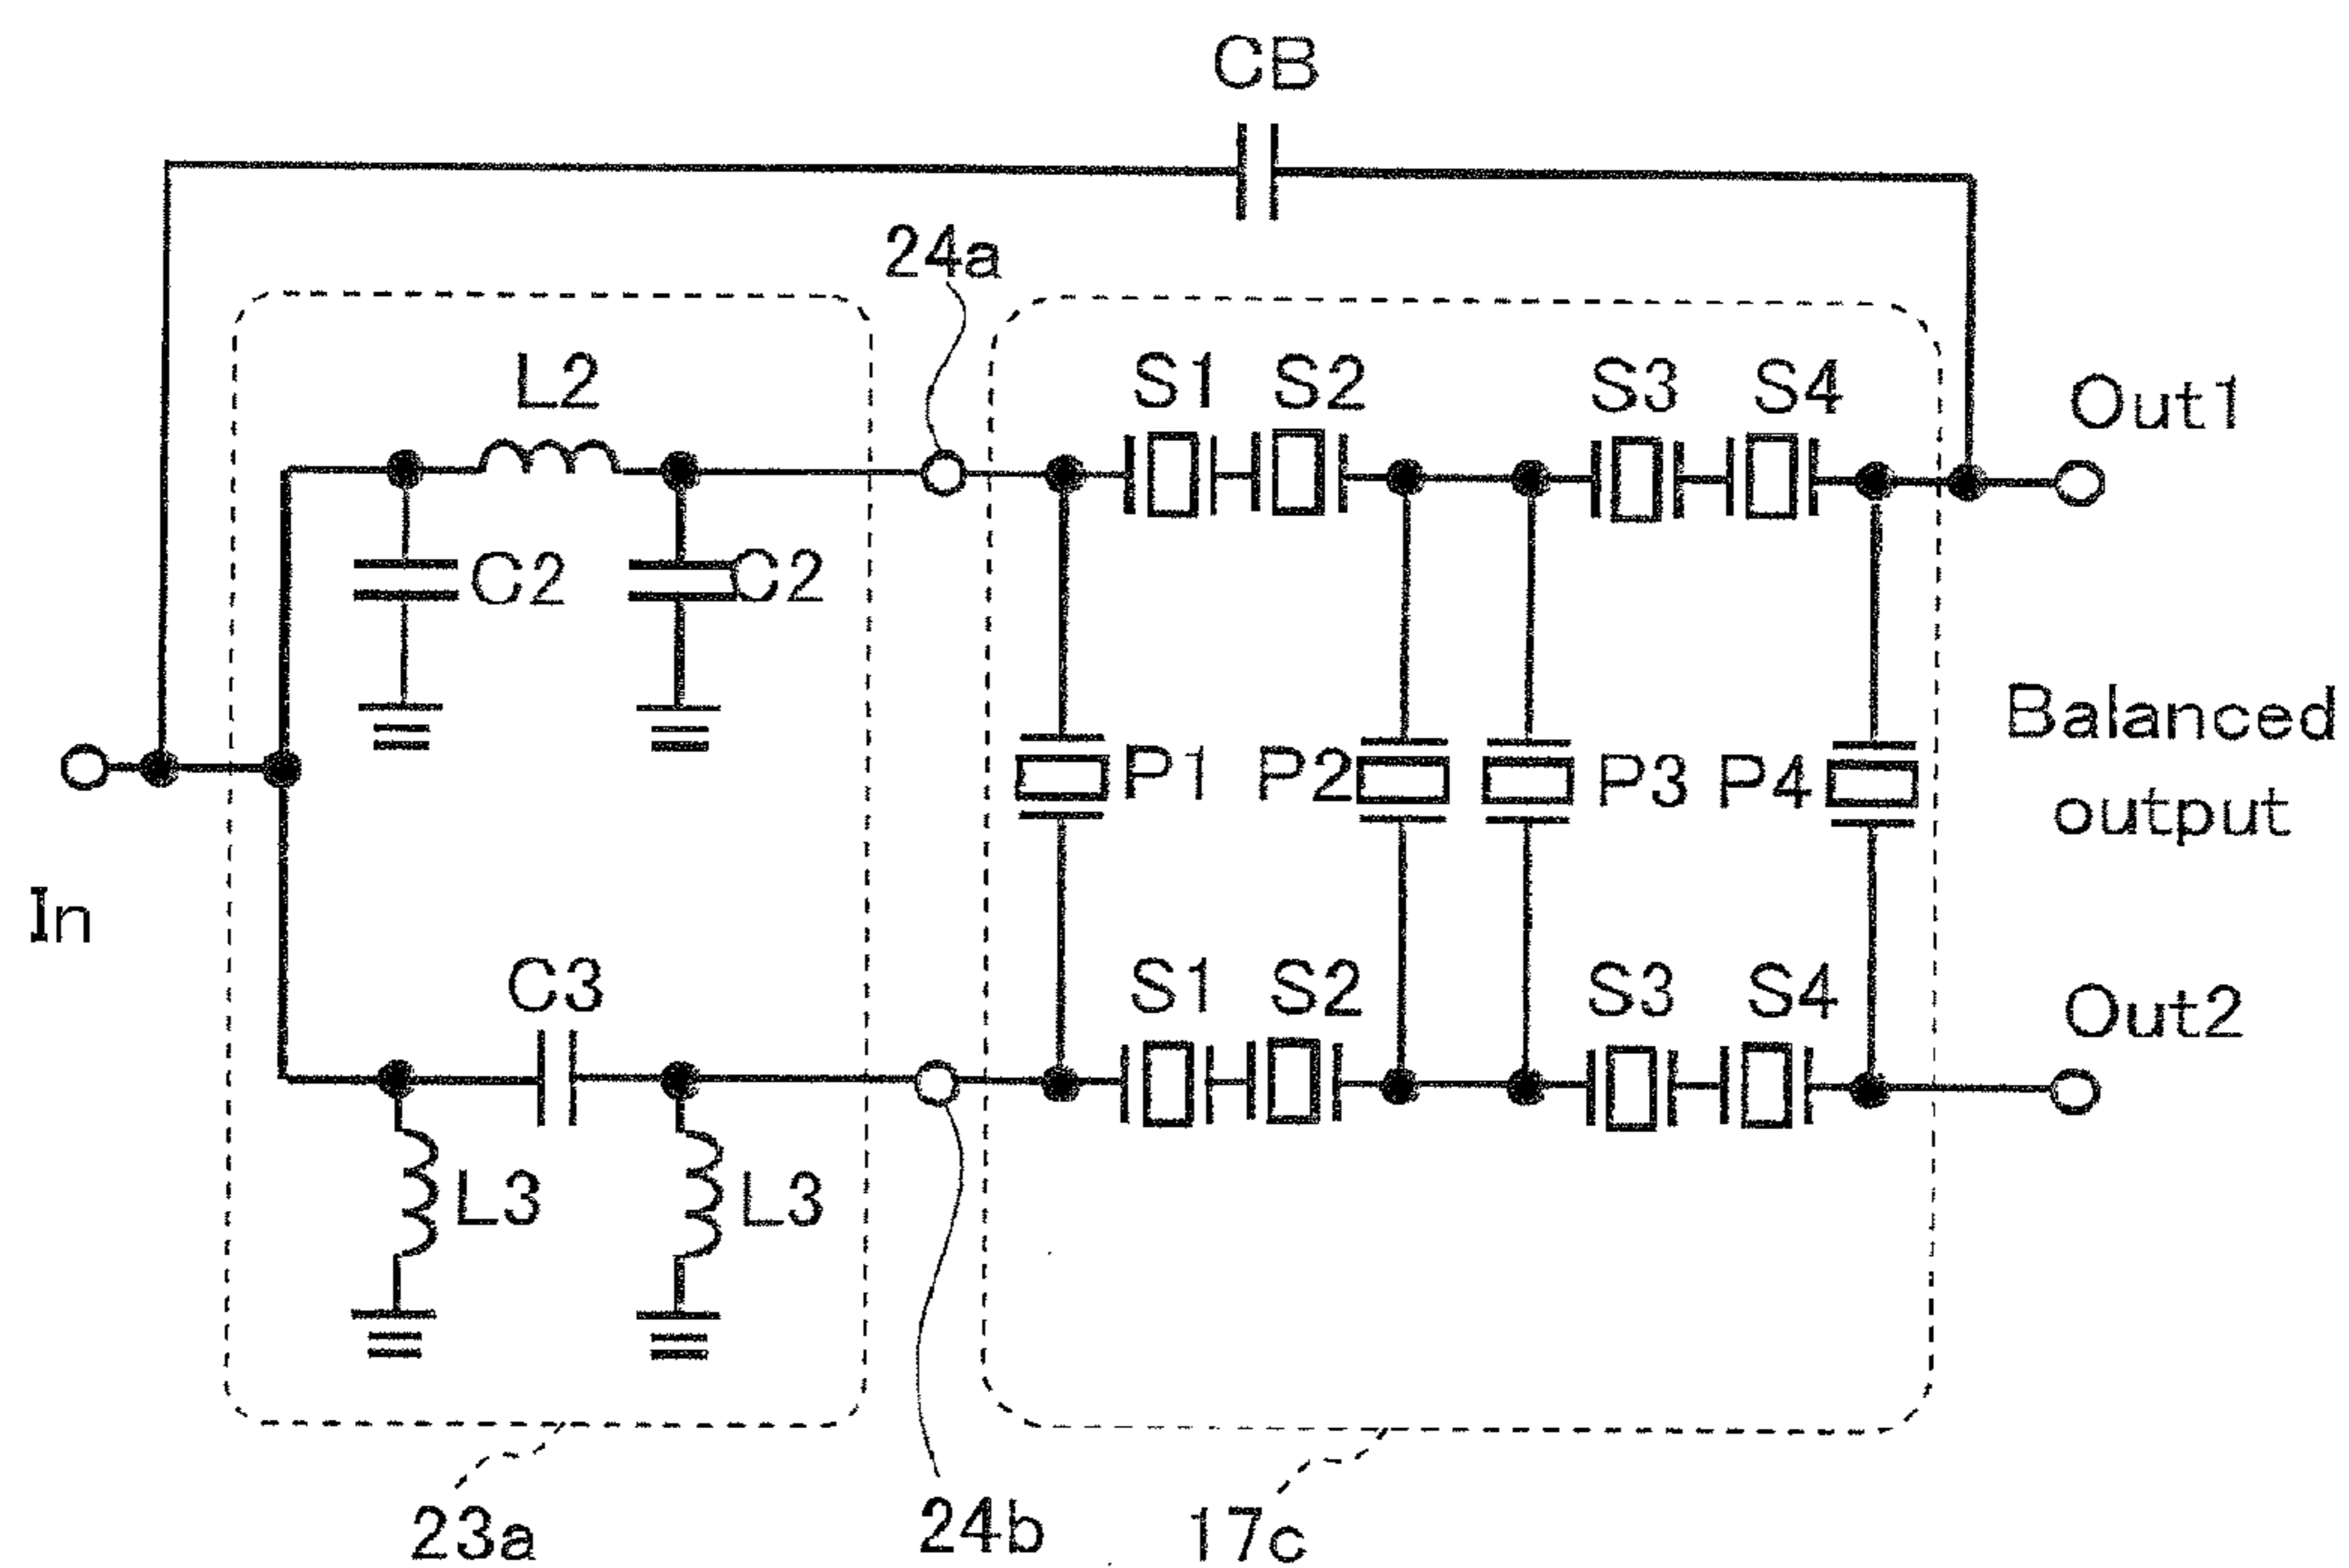 CB
24a
L2
S1
S2
S3
S4
Out1
C2
C2
P1
P2
P3
P4
Balanced
output
In
C3
S1
S2
S3
S4
Out2
L3
L3
23a
24b
17c